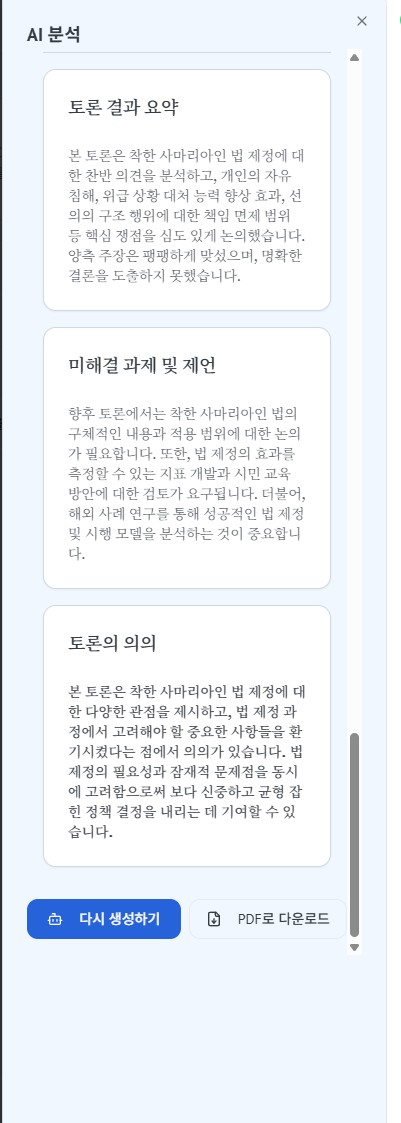 AI 분석
토론 결과 요약
본 토론은 착한 사마리아인 법 제정에 대
한 찬반 의견을 분석하고, 개인의 자유
침해, 위급 상황 대처 능력 향상 효과, 선
의의 구조 행위에 대한 책임 면제 범위
등 핵심 쟁점을 심도 있게 논의했습니다.
양측 주장은 팽팽하게 맞섰으며, 명확한
결론을 도출하지 못했습니다.
미해결 과제 및 제언
향후 토론에서는 착한 사마리아인 법의
구체적인 내용과 적용 범위에 대한 논의
가 필요합니다. 또한, 법 제정의 효과를
측정할 수 있는 지표 개발과 시민 교육
방안에 대한 검토가 요구됩니다. 더불어,
해외 사례 연구를 통해 성공적인 법 제정
및 시행 모델을 분석하는 것이 중요합니
다.
토론의 의의
본 토론은 착한 사마리아인 법 제정에 대
한 다양한 관점을 제시하고, 법 제정 과
정에서 고려해야 할 중요한 사항들을 환
기시켰다는 점에서 의의가 있습니다. 법
제정의 필요성과 잠재적 문제점을 동시
에 고려함으로써 보다 신중하고 균형 잡
힌 정책 결정을 내리는 데 기여할 수 있
습니다.
다시 생성하기
PDF로 다운로드